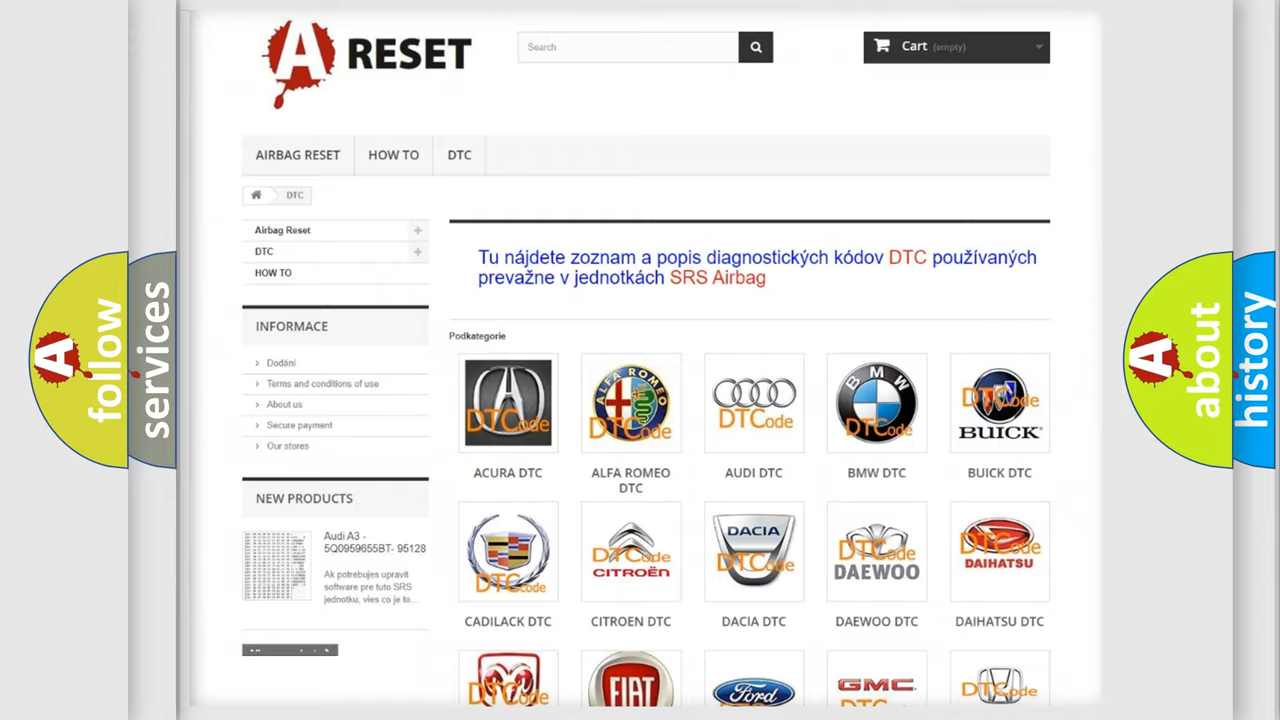 A RESET
Search
Cart (empty)
AIRBAG RESET
HOW TO
DTC
DTC
Airbag Reset
DTC
HOW TO
INFORMACE
Dodání
Terms and conditions of use
About us
Secure payment
Our stores
NEW PRODUCTS
Audi A3 -
5Q0959655BT- 95128
Ak potrebujes upravit
software pre tuto SRS
jednotku, vies co je to...
Tu nájdete zoznam a popis diagnostických kódov DTC používaných
prevažne v jednotkách SRS Airbag
Podkategorie
DTCode
ACURA DTC
ALFA ROMEO
DTCode
ALFA ROMEO
DTC
DTCode
AUDI DTC
BMW
DTCode
BMW DTC
DTCode
BUICK
BUICK DTC
DTCode
CADILACK DTC
DTCode
CITROËN
CITROEN DTC
DACIA
DTCode
DACIA DTC
DTCode
DAEWOO
DAEWOO DTC
DTCode
DAIHATSU
DAIHATSU DTC
DTCode
FIAT
Ford
GMC
DTCode
A follow
services
A about
history